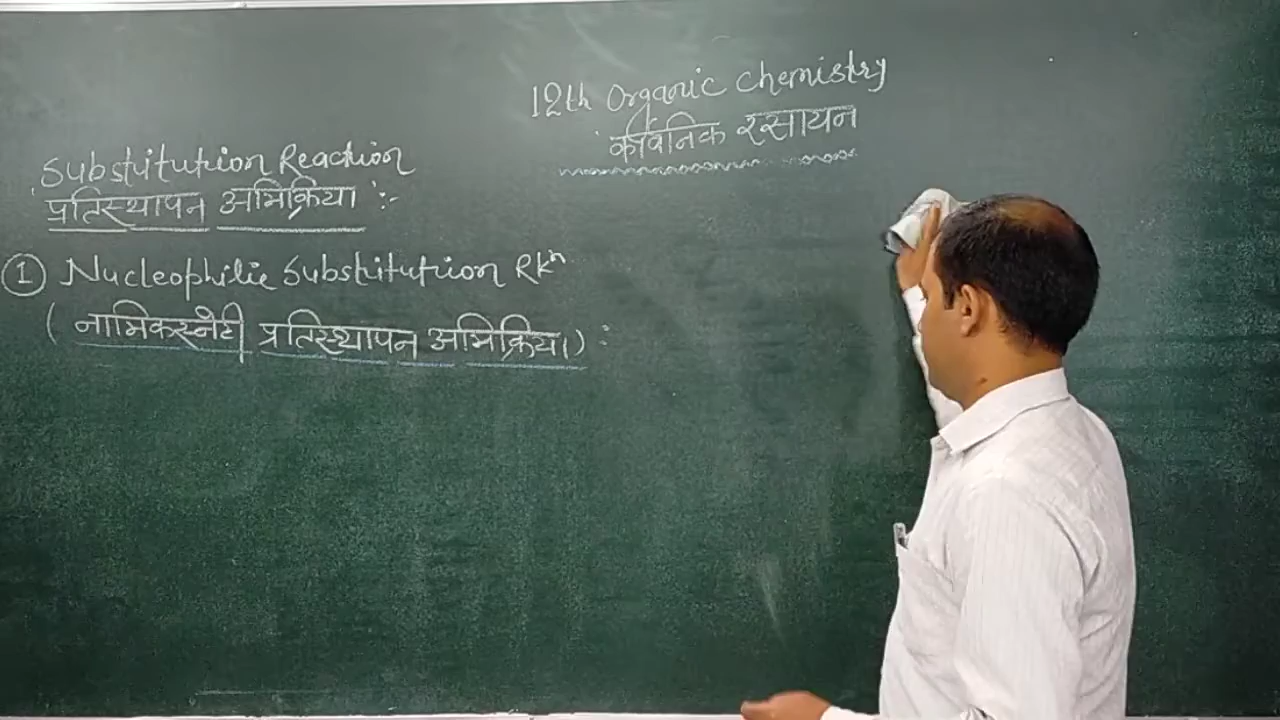 12th Organic Chemistry
कार्बनिक रसायन
Substitution Reaction
प्रतिस्थापन अभिक्रिया :-
① Nucleophilic Substitution Rkⁿ
( नाभिकस्नेही प्रतिस्थापन अभिक्रिया) :